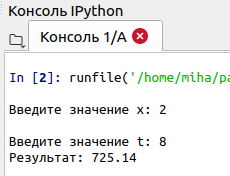 Консоль IPython
Консоль 1/A
In [2]: runfile('/home/miha/pa
Введите значение x: 2
Введите значение t: 8
Результат: 725.14